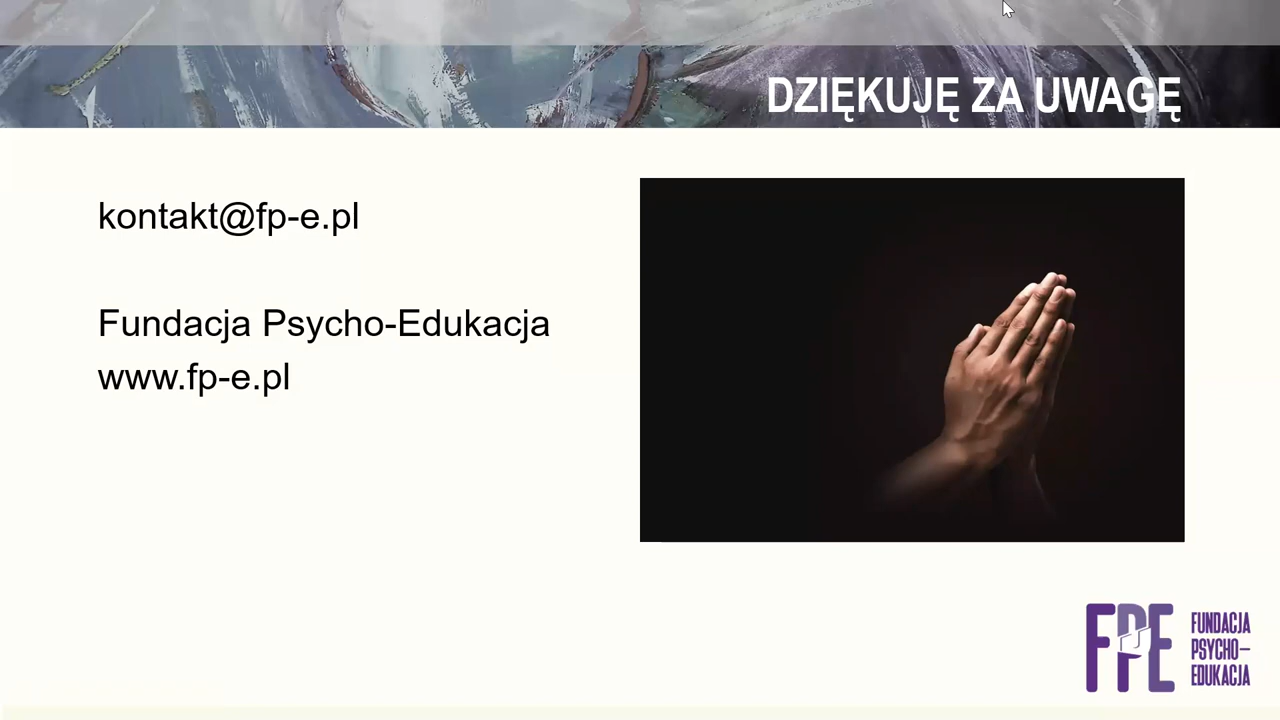 DZIĘKUJĘ ZA UWAGĘ
kontakt@fp-e.pl
Fundacja Psycho-Edukacja
www.fp-e.pl
FPE
FUNDACJA
PSYCHO–
EDUKACJA